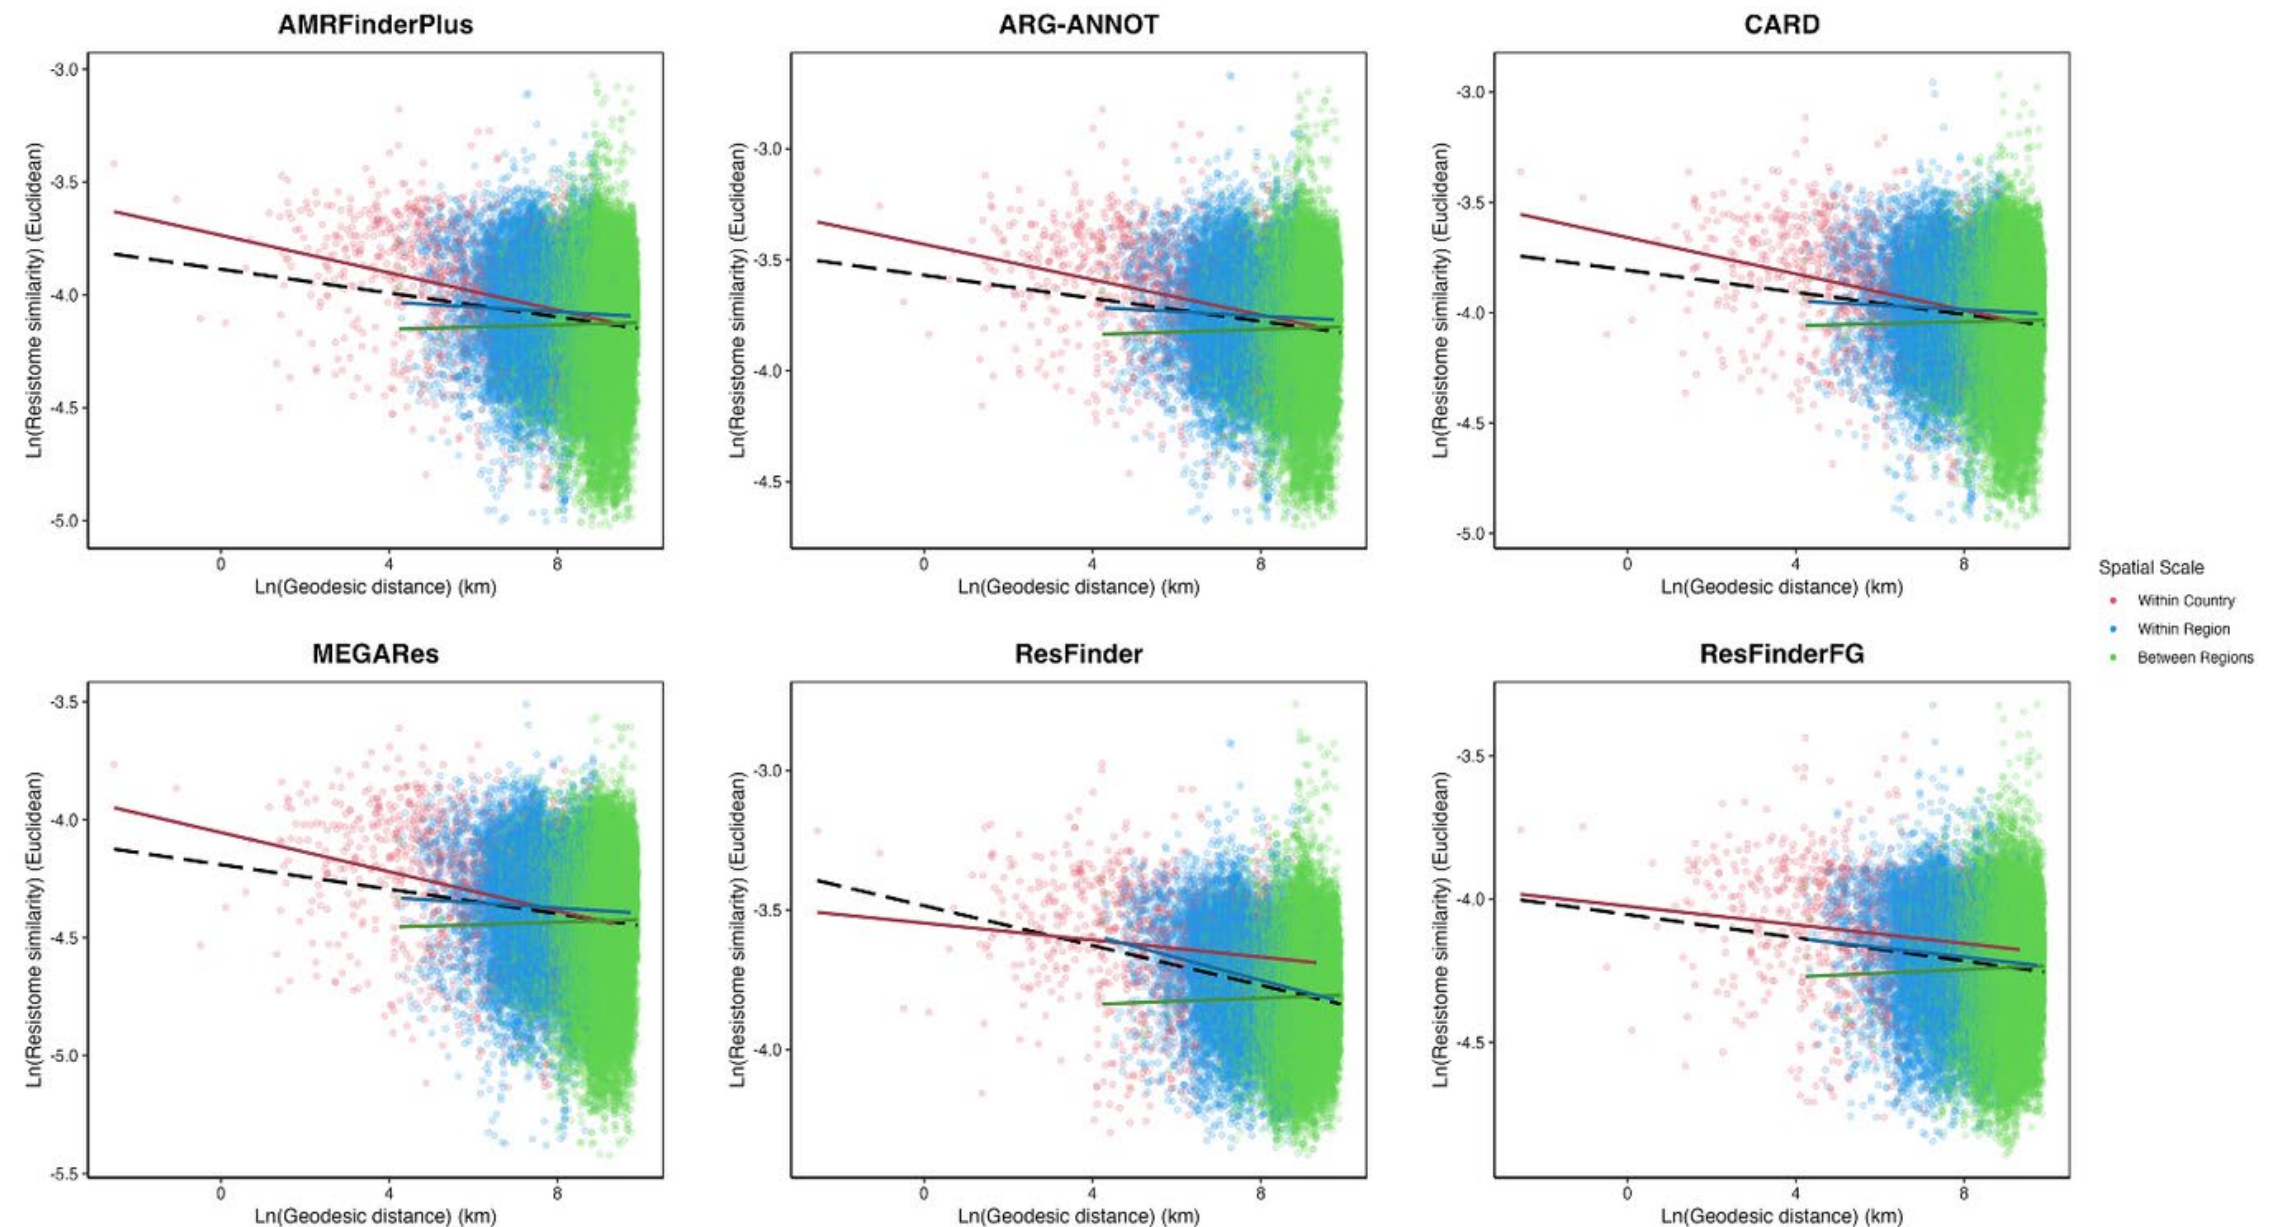 AMRFinderPlus
Ln(Resistome similarity) (Euclidean)
-3.0
-3.5
-4.0
-4.5
-5.0
0 4 8
Ln(Geodesic distance) (km)
ARG-ANNOT
Ln(Resistome similarity) (Euclidean)
-3.0
-3.5
-4.0
-4.5
0 4 8
Ln(Geodesic distance) (km)
CARD
Ln(Resistome similarity) (Euclidean)
-3.0
-3.5
-4.0
-4.5
-5.0
0 4 8
Ln(Geodesic distance) (km)
MEGARes
Ln(Resistome similarity) (Euclidean)
-3.5
-4.0
-4.5
-5.0
-5.5
0 4 8
Ln(Geodesic distance) (km)
ResFinder
Ln(Resistome similarity) (Euclidean)
-3.0
-3.5
-4.0
0 4 8
Ln(Geodesic distance) (km)
ResFinderFG
Ln(Resistome similarity) (Euclidean)
-3.5
-4.0
-4.5
0 4 8
Ln(Geodesic distance) (km)
Spatial Scale
Within Country
Within Region
Between Regions